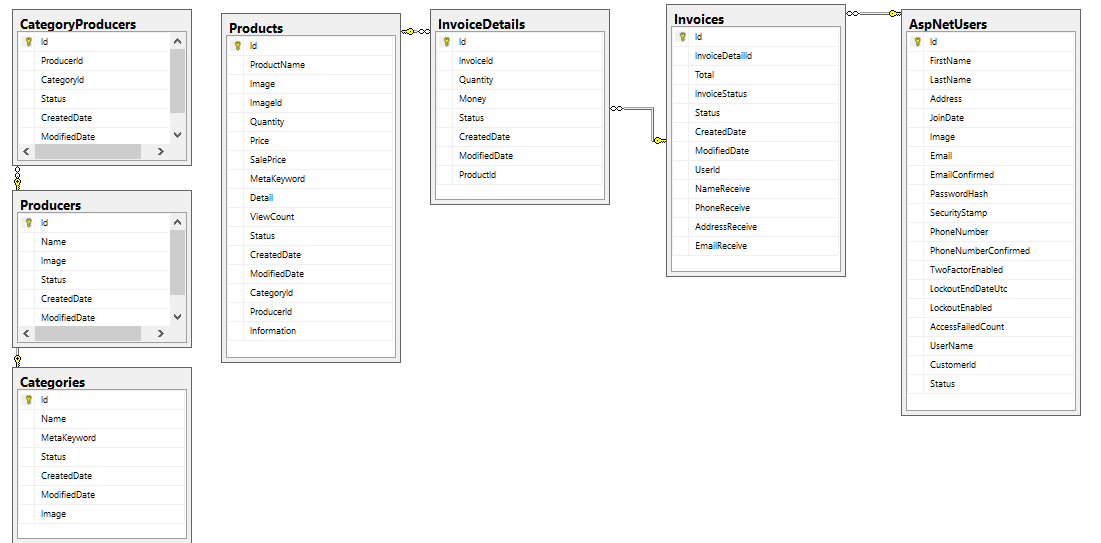 CategoryProducers
Id
ProducerId
CategoryId
Status
CreatedDate
ModifiedDate
Producers
Id
Name
Image
Status
CreatedDate
ModifiedDate
Categories
Id
Name
MetaKeyword
Status
CreatedDate
ModifiedDate
Image
Products
Id
ProductName
Image
ImageId
Quantity
Price
SalePrice
MetaKeyword
Detail
ViewCount
Status
CreatedDate
ModifiedDate
CategoryId
ProducerId
Information
InvoiceDetails
Id
InvoiceId
Quantity
Money
Status
CreatedDate
ModifiedDate
ProductId
Invoices
Id
InvoiceDetailId
Total
InvoiceStatus
Status
CreatedDate
ModifiedDate
UserId
NameReceive
PhoneReceive
AddressReceive
EmailReceive
AspNetUsers
Id
FirstName
LastName
Address
JoinDate
Image
Email
EmailConfirmed
PasswordHash
SecurityStamp
PhoneNumber
PhoneNumberConfirmed
TwoFactorEnabled
LockoutEndDateUtc
LockoutEnabled
AccessFailedCount
UserName
CustomerId
Status